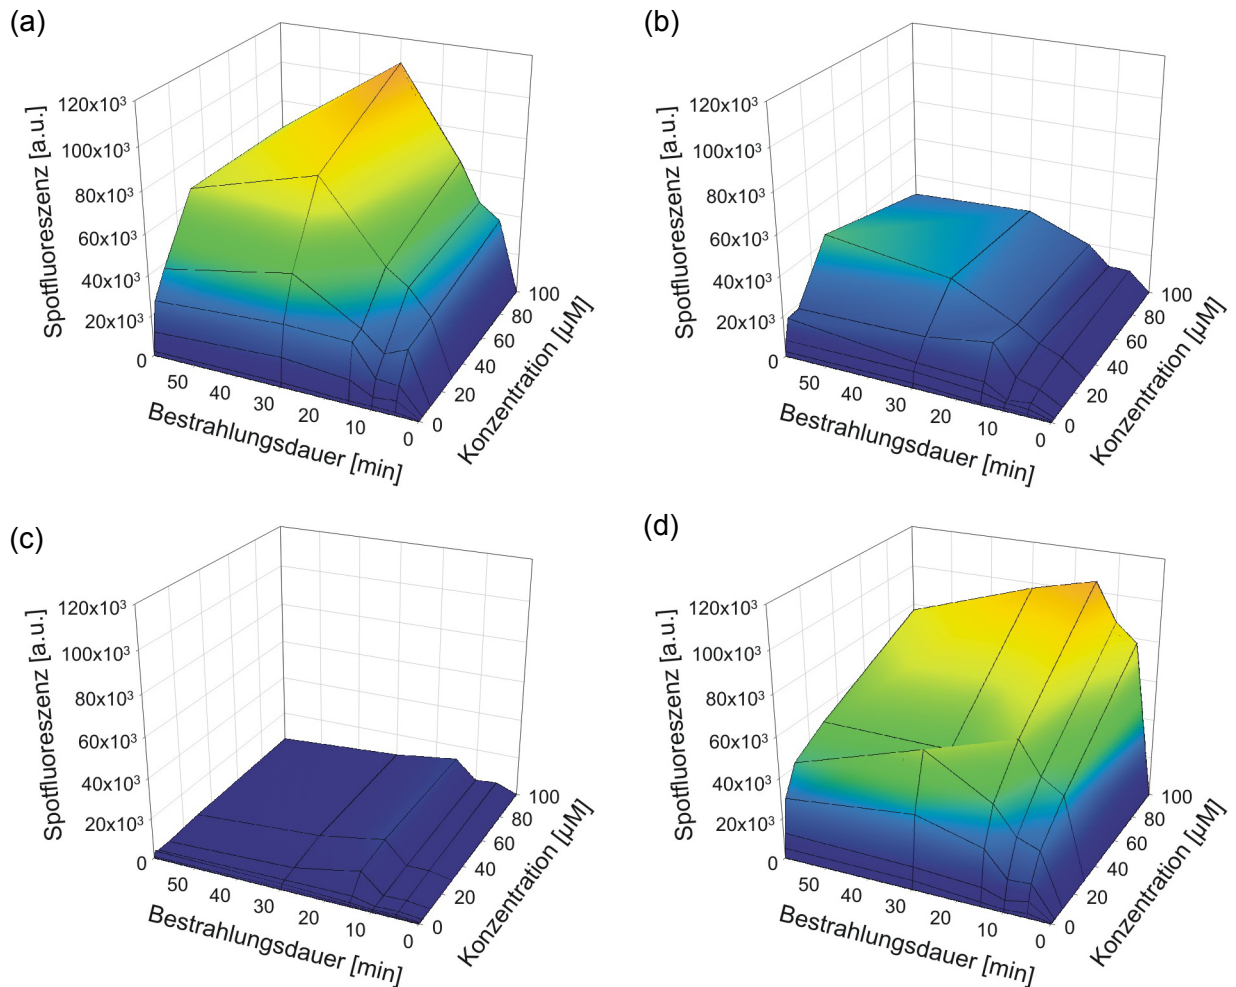 (a)
120x10³
100x10³
80x10³
60x10³
40x10³
20x10³
0
Spotfluoreszenz [a.u.]
50
40
30
20
10
0
Bestrahlungsdauer [min]
0
20
40
60
80
100
Konzentration [µM]
(b)
120x10³
100x10³
80x10³
60x10³
40x10³
20x10³
0
Spotfluoreszenz [a.u.]
50
40
30
20
10
0
Bestrahlungsdauer [min]
0
20
40
60
80
100
Konzentration [µM]
(c)
120x10³
100x10³
80x10³
60x10³
40x10³
20x10³
0
Spotfluoreszenz [a.u.]
50
40
30
20
10
0
Bestrahlungsdauer [min]
0
20
40
60
80
100
Konzentration [µM]
(d)
120x10³
100x10³
80x10³
60x10³
40x10³
20x10³
0
Spotfluoreszenz [a.u.]
50
40
30
20
10
0
Bestrahlungsdauer [min]
0
20
40
60
80
100
Konzentration [µM]